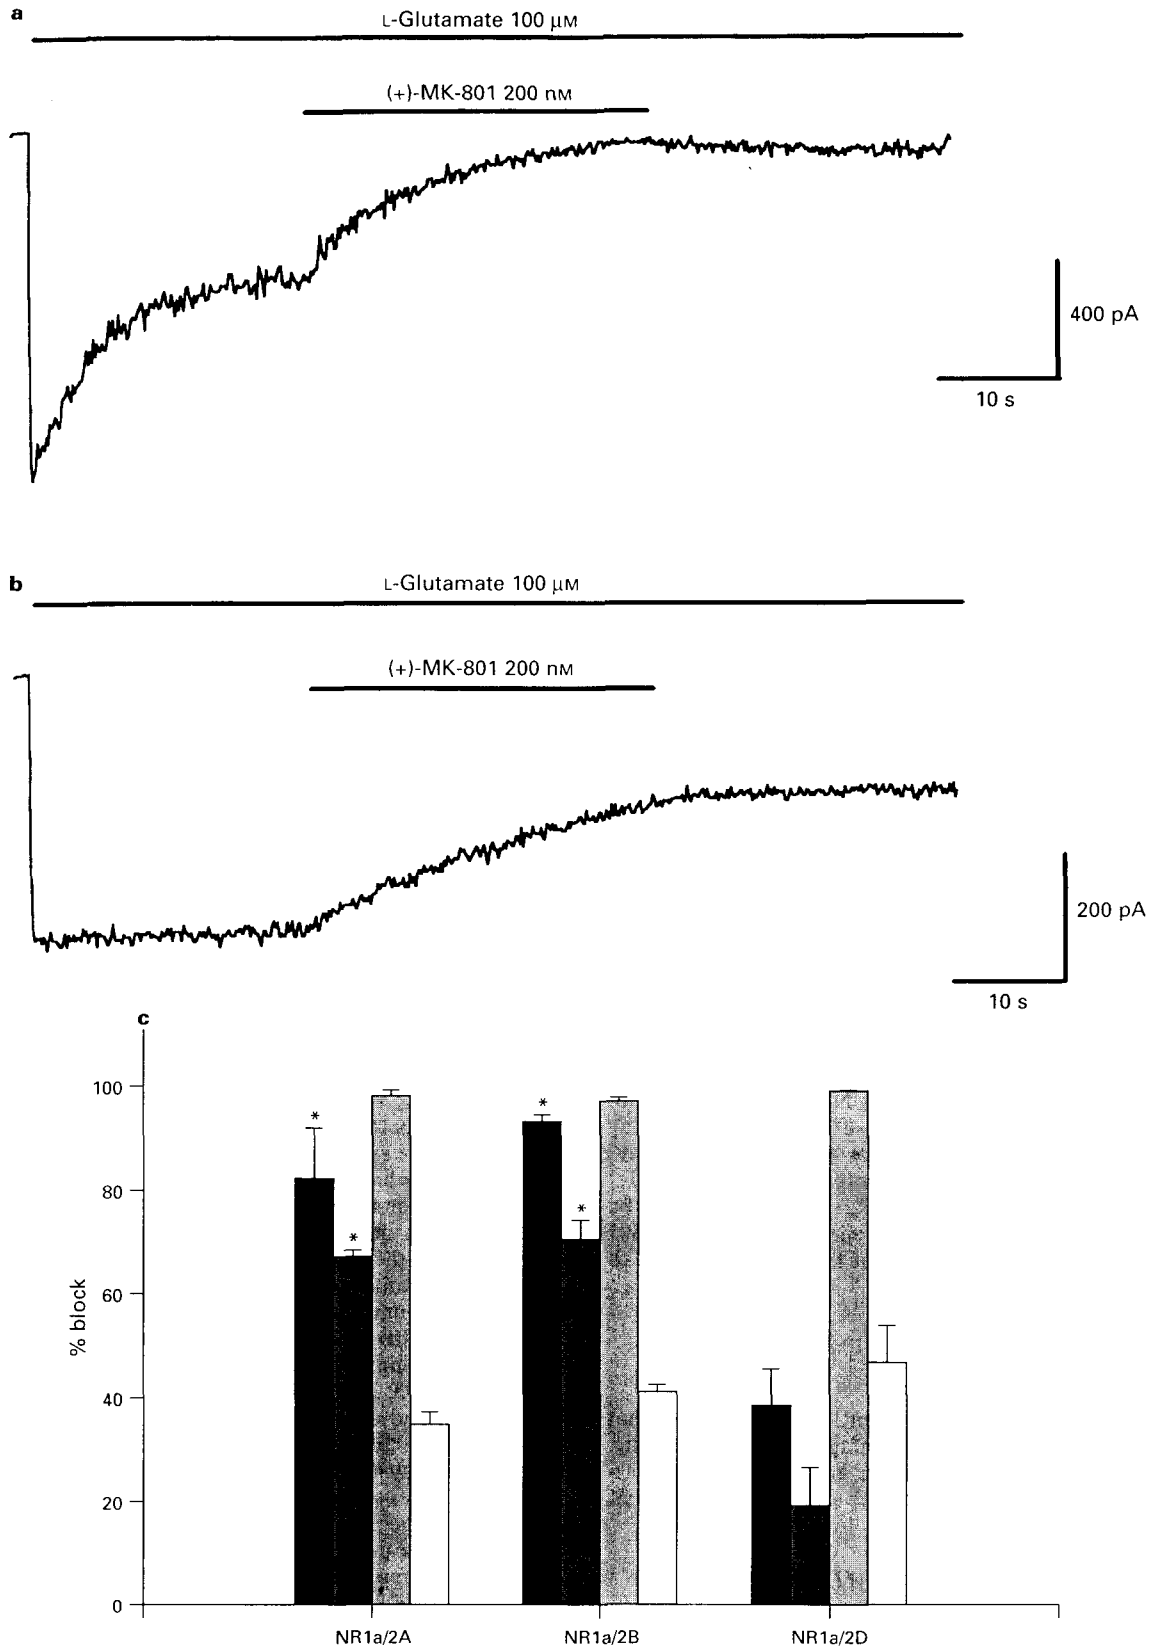 a
L-Glutamate 100 µM
(+)-MK-801 200 nM
400 pA
10 s
b
L-Glutamate 100 µM
(+)-MK-801 200 nM
200 pA
10 s
c
100
80
60
40
20
0
% block
*
*
*
*
NR1a/2A
NR1a/2B
NR1a/2D